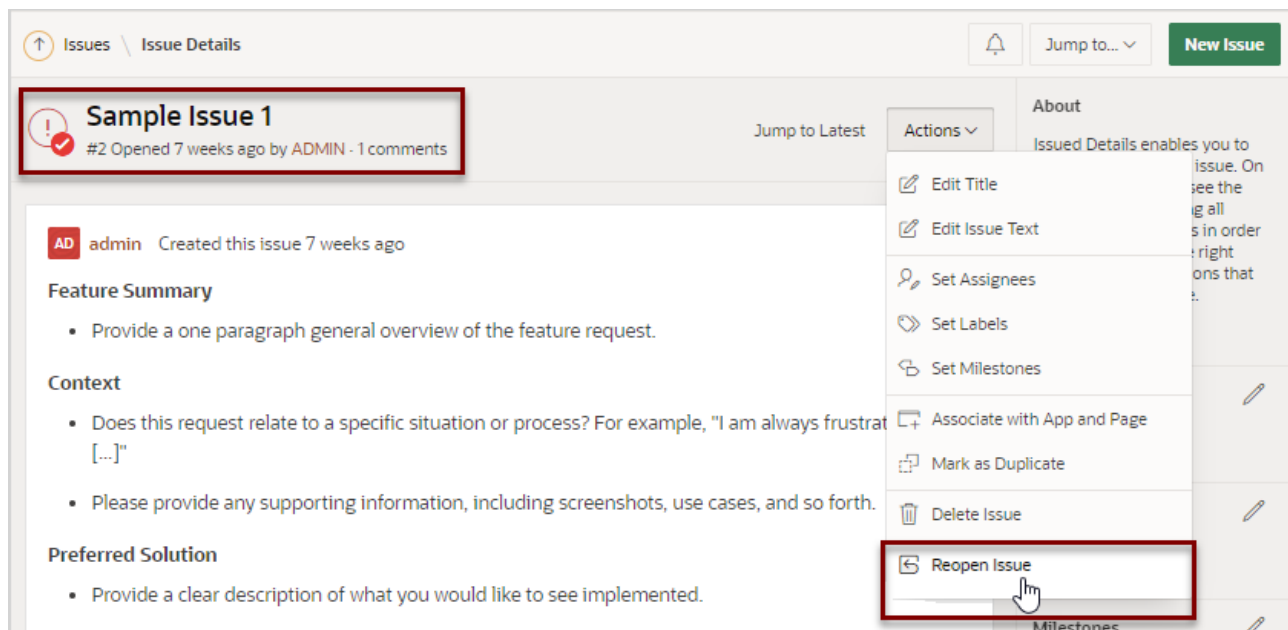 Issues \ Issue Details
Jump to...
New Issue
Sample Issue 1
#2 Opened 7 weeks ago by ADMIN · 1 comments
Jump to Latest
Actions
AD
admin Created this issue 7 weeks ago
Feature Summary
• Provide a one paragraph general overview of the feature request.
Context
• Does this request relate to a specific situation or process? For example, "I am always frustrat
[...]"
• Please provide any supporting information, including screenshots, use cases, and so forth.
Preferred Solution
• Provide a clear description of what you would like to see implemented.
Edit Title
Edit Issue Text
Set Assignees
Set Labels
Set Milestones
Associate with App and Page
Mark as Duplicate
Delete Issue
Reopen Issue
About
Issued Details enables you to
issue. On
see the
all
s in order
right
ons that
Milestones